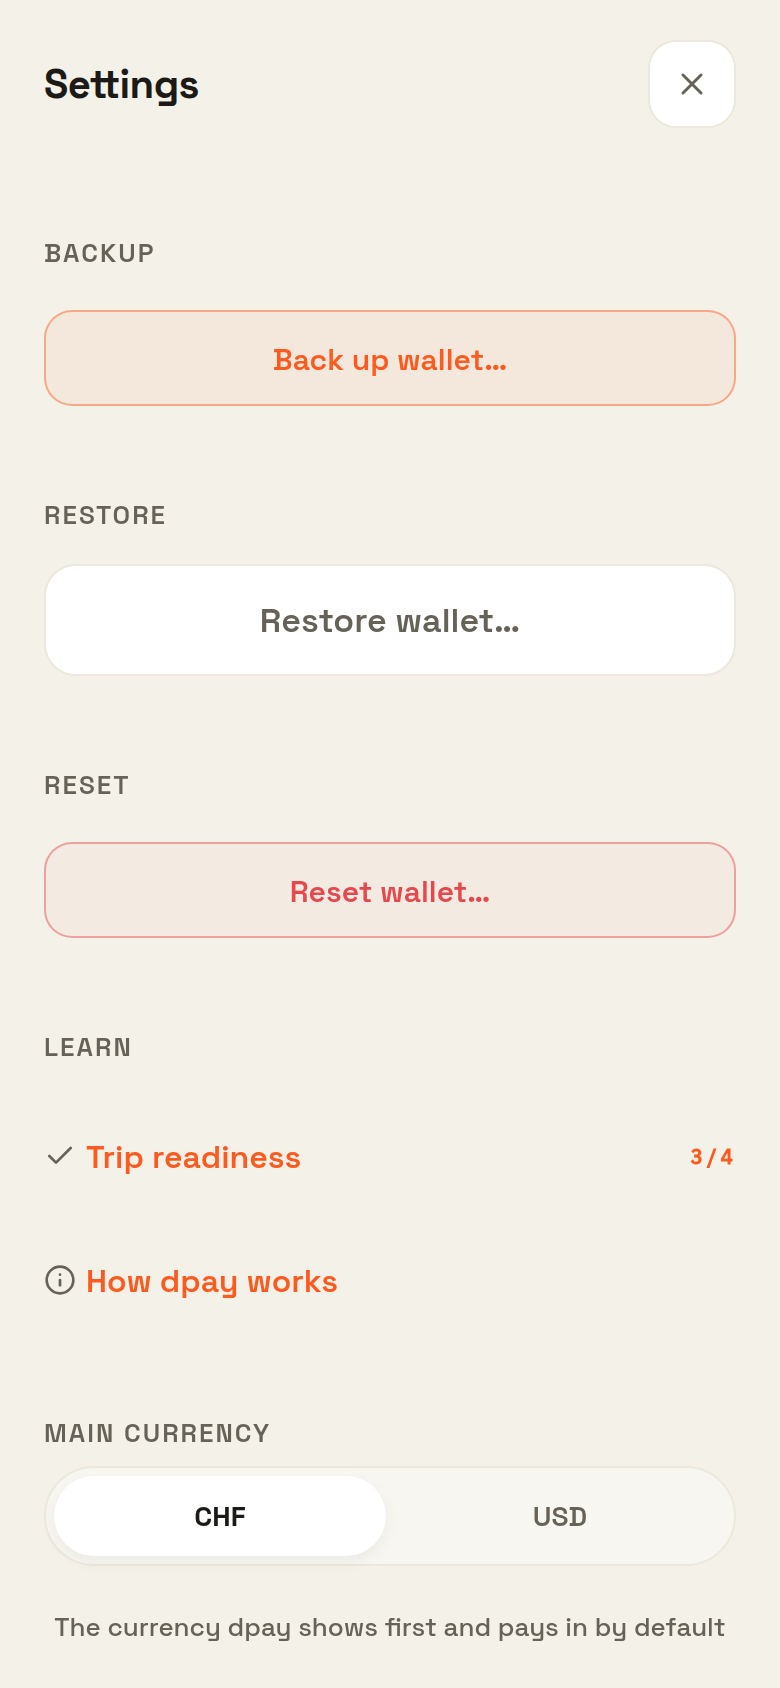 Settings
BACKUP
Back up wallet...
RESTORE
Restore wallet...
RESET
Reset wallet...
LEARN
Trip readiness 3/4
How dpay works
MAIN CURRENCY
CHF USD
The currency dpay shows first and pays in by default